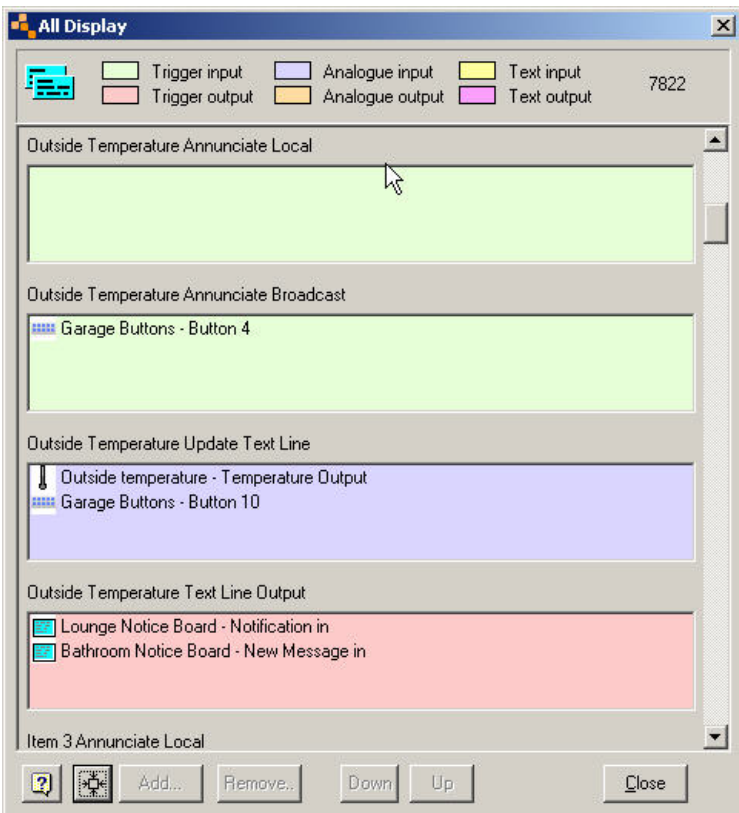 All Display
Trigger input Analogue input Text input
Trigger output Analogue output Text output 7822
Outside Temperature Annunciate Local
Outside Temperature Annunciate Broadcast
Garage Buttons - Button 4
Outside Temperature Update Text Line
Outside temperature - Temperature Output
Garage Buttons - Button 10
Outside Temperature Text Line Output
Lounge Notice Board - Notification in
Bathroom Notice Board - New Message in
Item 3 Annunciate Local
Add... Remove.. Down Up Close